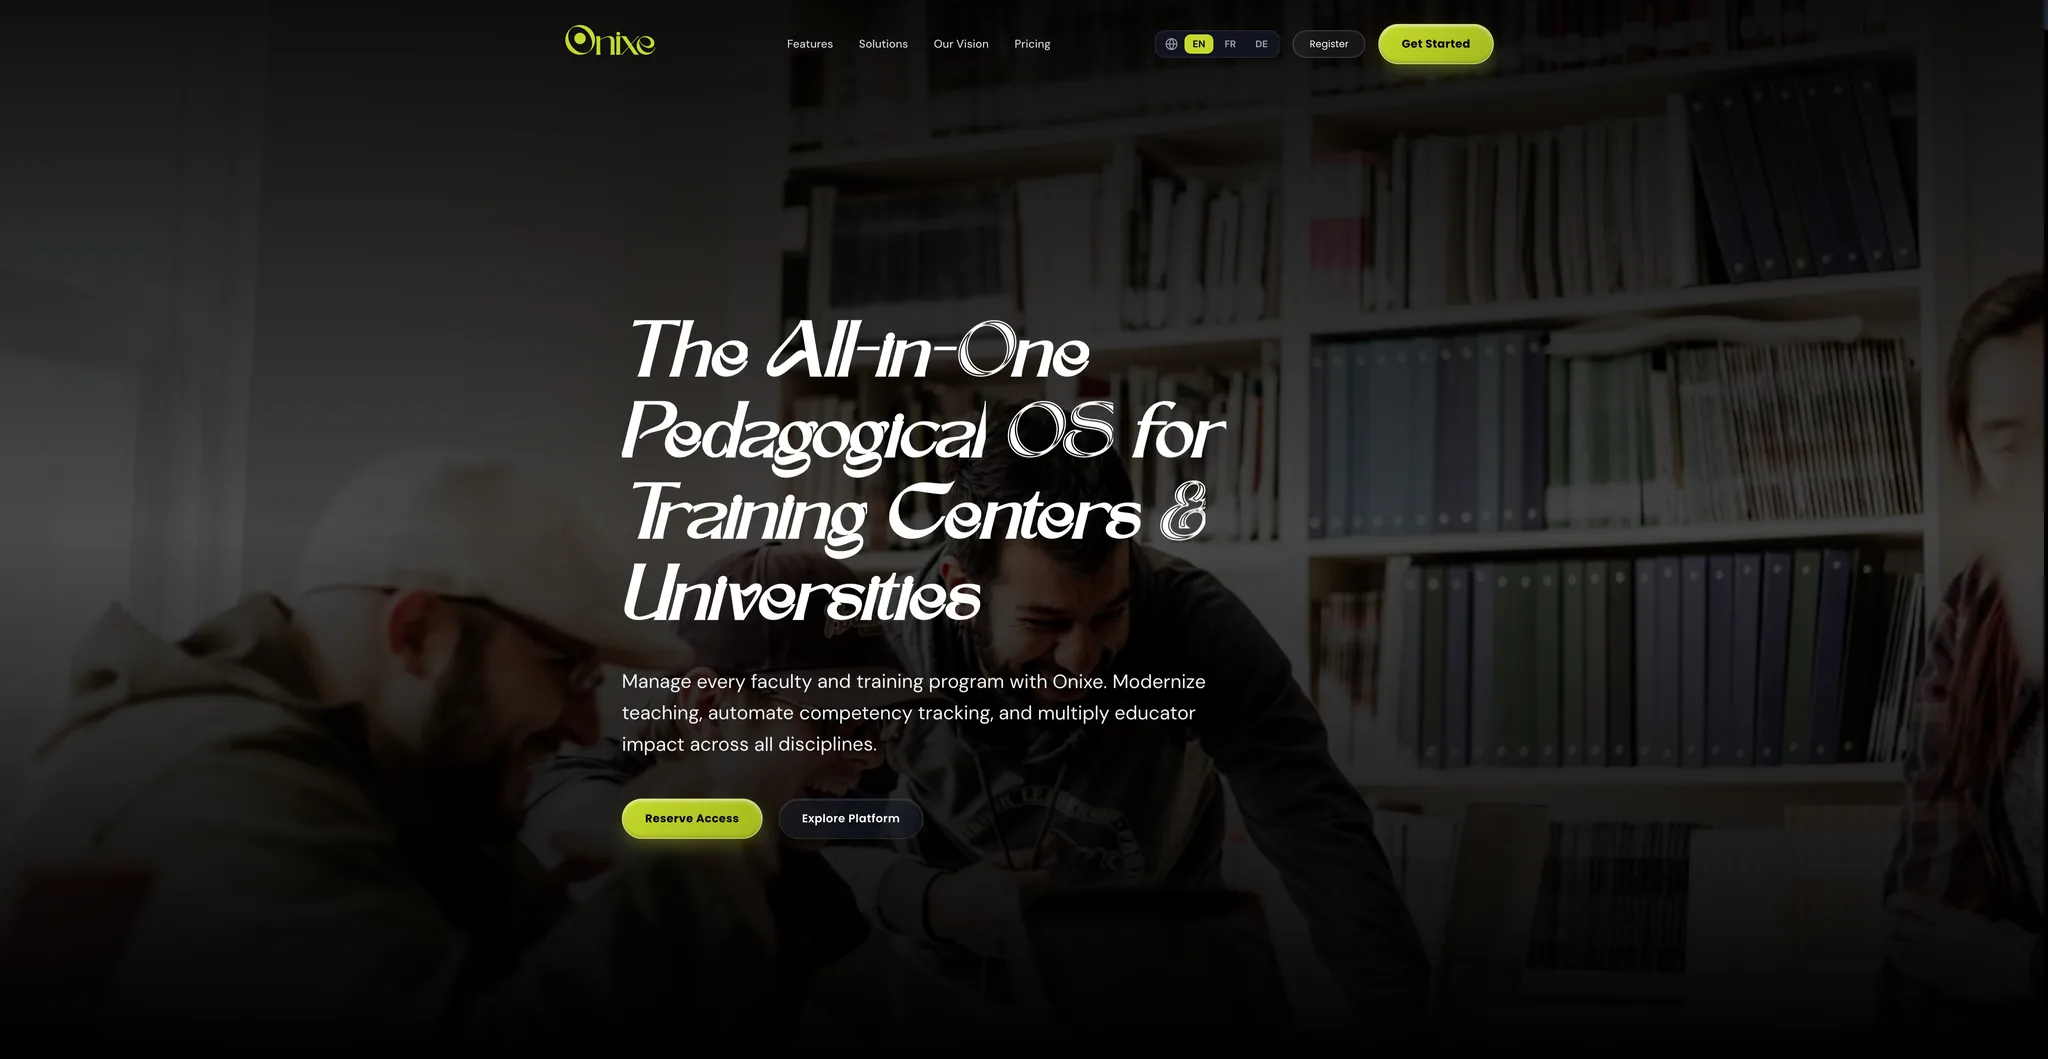 Onixe
Features
Solutions
Our Vision
Pricing
EN
FR
DE
Register
Get Started
The All-in-One
Pedagogical OS for
Training Centers &
Universities
Manage every faculty and training program with Onixe. Modernize
teaching, automate competency tracking, and multiply educator
impact across all disciplines.
Reserve Access
Explore Platform